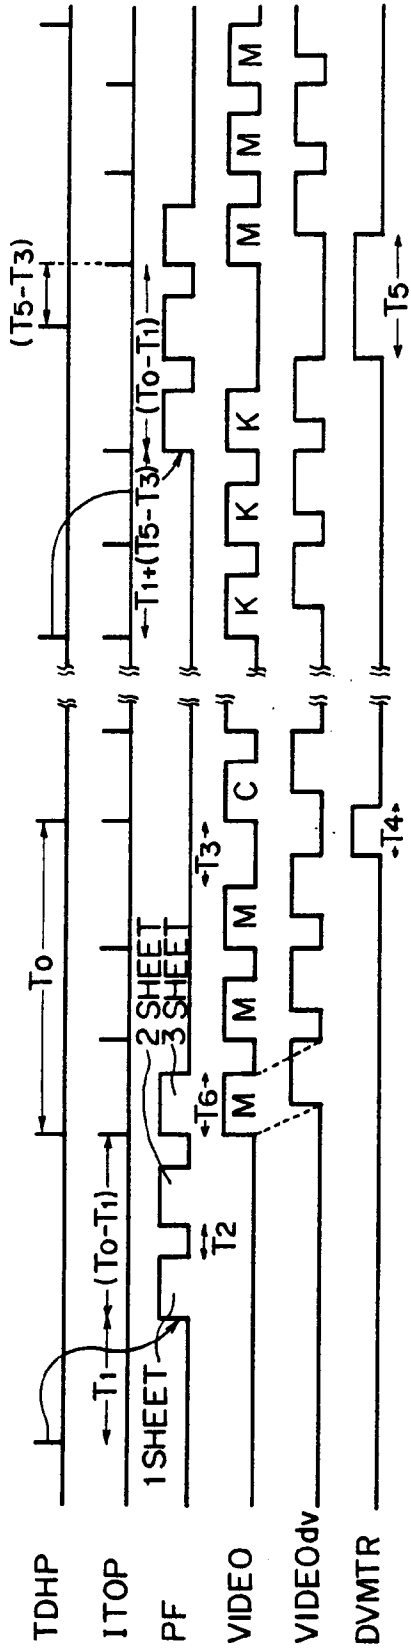 TDHP
To
(T5-T3)
ITOP
T1
(To-T1)
T1+(T5-T3)
(To-T1)
PF
1 SHEET
2 SHEET
3 SHEET
T2
T6
T3
VIDEO
M
M
M
C
K
K
K
M
M
M
VIDEOdv
DVMTR
T4
T5